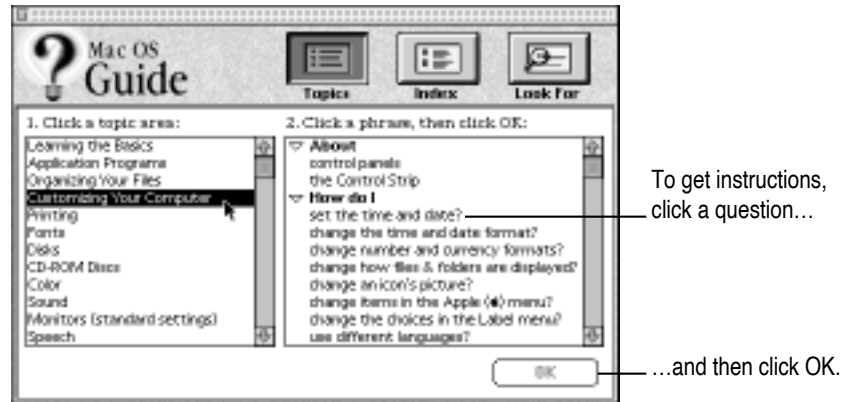 Mac OS
Guide
Topics
Index
Look For
1. Click a topic area:
Learning the Basics
Application Programs
Organizing Your Files
Customizing Your Computer
Printing
Fonts
Disks
CD-ROM Discs
Color
Sound
Monitors (standard settings)
Speech
2. Click a phrase, then click OK:
About
control panels
the Control Strip
How do I
set the time and date?
change the time and date format?
change number and currency formats?
change how files & folders are displayed?
change an icon's picture?
change items in the Apple () menu?
change the choices in the Label menu?
use different languages?
OK
To get instructions,
click a question…
…and then click OK.